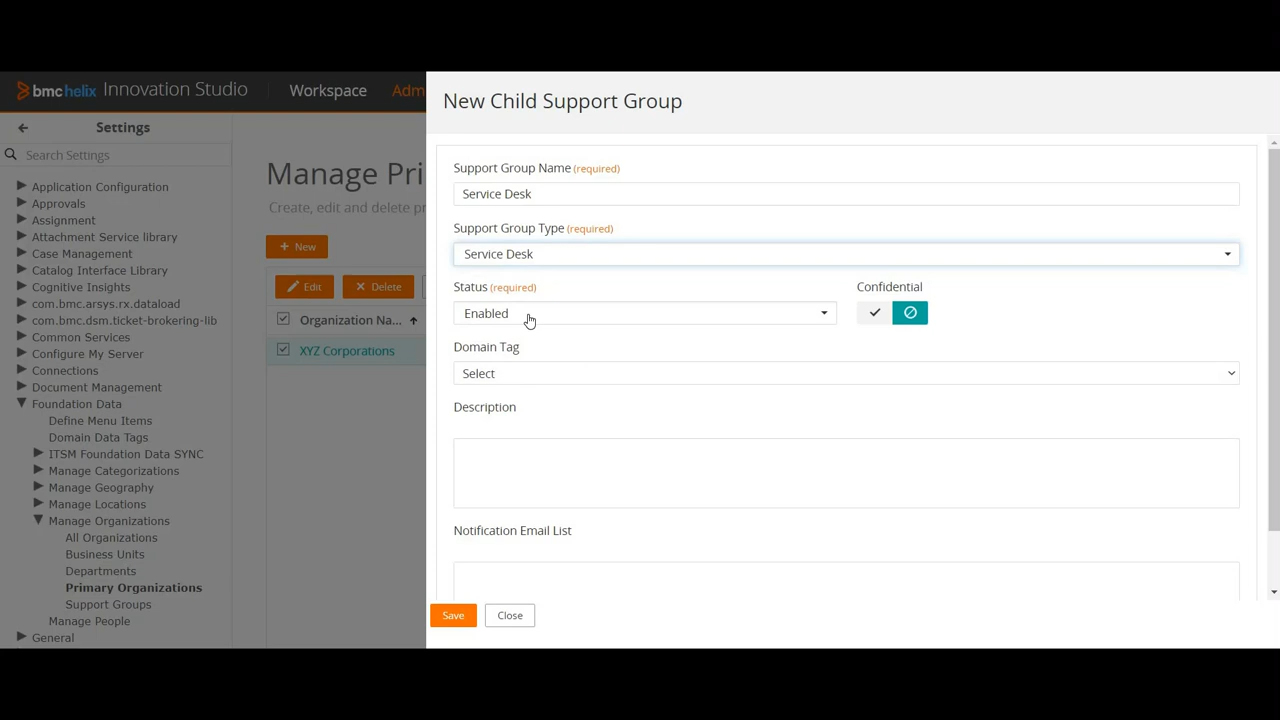 bmchelix Innovation Studio
Workspace
Adm
Settings
Search Settings
Application Configuration
Approvals
Assignment
Attachment Service library
Case Management
Catalog Interface Library
Cognitive Insights
com.bmc.arsys.rx.dataload
com.bmc.dsm.ticket-brokering-lib
Common Services
Configure My Server
Connections
Document Management
Foundation Data
Define Menu Items
Domain Data Tags
ITSM Foundation Data SYNC
Manage Categorizations
Manage Geography
Manage Locations
Manage Organizations
All Organizations
Business Units
Departments
Primary Organizations
Support Groups
Manage People
General
Manage Pri
Create, edit and delete pr
+ New
Edit
Delete
Organization Na...
XYZ Corporations
New Child Support Group
Support Group Name (required)
Service Desk
Support Group Type (required)
Service Desk
Status (required)
Confidential
Enabled
Domain Tag
Select
Description
Notification Email List
Save
Close